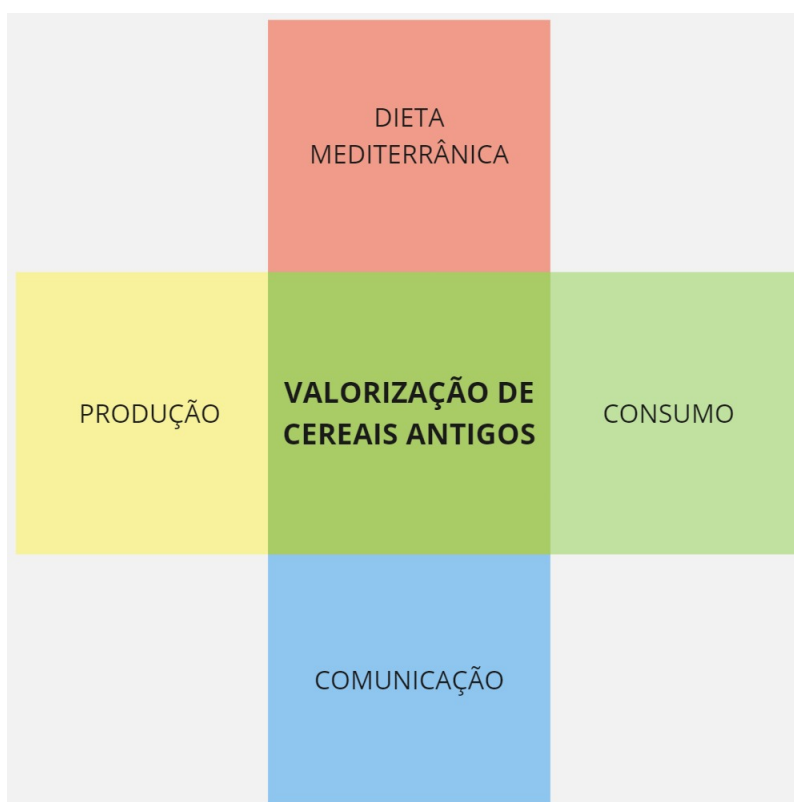 DIETA
MEDITERRÂNICA
PRODUÇÃO
VALORIZAÇÃO DE
CEREAIS ANTIGOS
CONSUMO
COMUNICAÇÃO